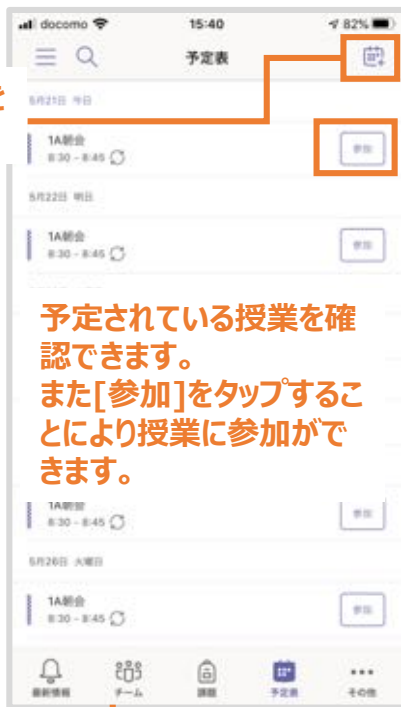 docomo 15:40 82%
予定表
と
5月21日 今日
1A朝会
8:30 - 8:45
参加
5月22日 明日
1A朝会
8:30 - 8:45
参加
予定されている授業を確
認できます。
また[参加]をタップするこ
とにより授業に参加がで
きます。
1A朝会
8:30 - 8:45
参加
5月26日 火曜日
1A朝会
8:30 - 8:45
参加
最新情報 チーム 課題 予定表 その他